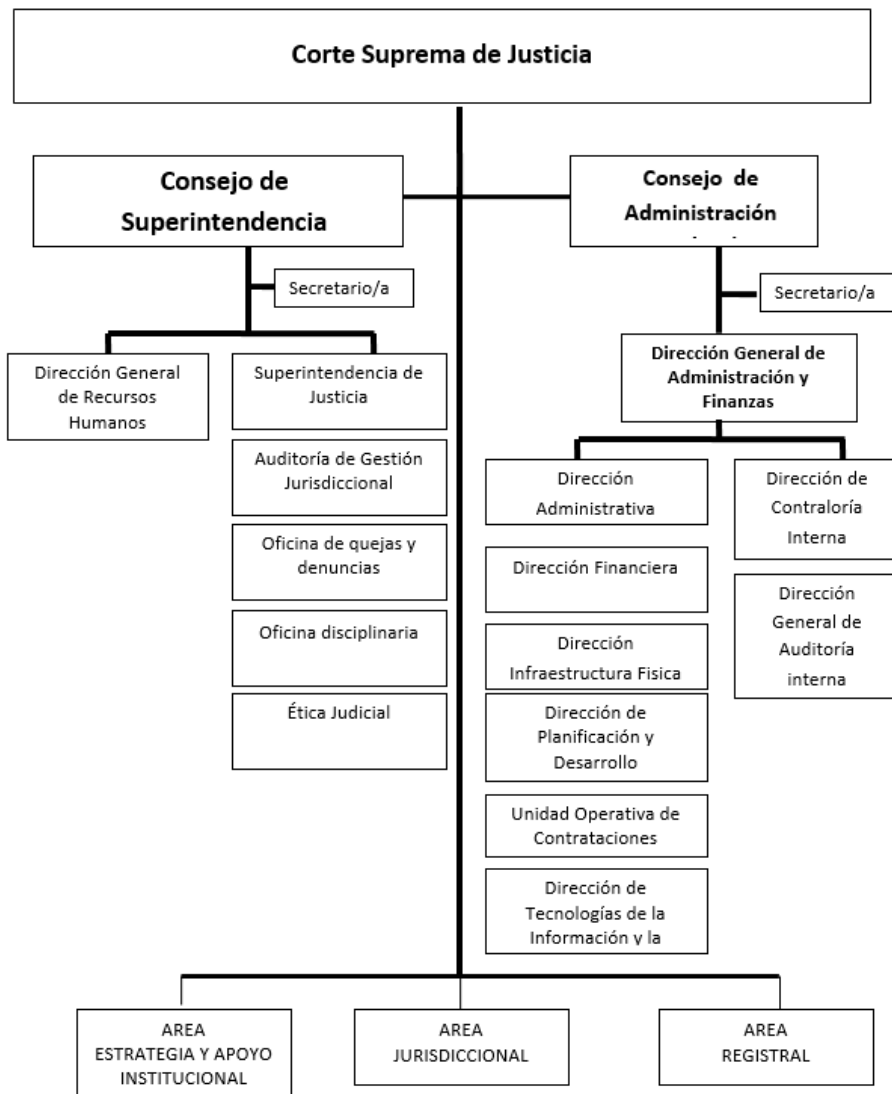 Corte Suprema de Justicia
Consejo de
Superintendencia
Consejo de
Administración
Secretario/a
Secretario/a
Dirección General
de Recursos
Humanos
Superintendencia de
Justicia
Auditoría de Gestión
Jurisdiccional
Oficina de quejas y
denuncias
Oficina disciplinaria
Ética Judicial
Dirección General de
Administración y
Finanzas
Dirección
Administrativa
Dirección Financiera
Dirección
Infraestructura Fisica
Dirección de
Planificación y
Desarrollo
Unidad Operativa de
Contrataciones
Dirección de
Tecnologías de la
Información y la
Dirección de
Contraloría
Interna
Dirección
General de
Auditoría
interna
AREA
ESTRATEGIA Y APOYO
INSTITUCIONAL
AREA
JURISDICCIONAL
AREA
REGISTRAL